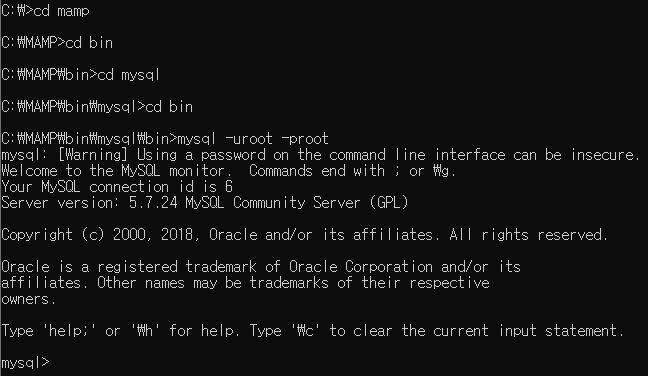 C:₩>cd mamp
C:₩MAMP>cd bin
C:₩MAMP₩bin>cd mysql
C:₩MAMP₩bin₩mysql>cd bin
C:₩MAMP₩bin₩mysql₩bin>mysql -uroot -proot
mysql: [Warning] Using a password on the command line interface can be insecure.
Welcome to the MySQL monitor.  Commands end with ; or ₩g.
Your MySQL connection id is 6
Server version: 5.7.24 MySQL Community Server (GPL)
Copyright (c) 2000, 2018, Oracle and/or its affiliates. All rights reserved.
Oracle is a registered trademark of Oracle Corporation and/or its
affiliates. Other names may be trademarks of their respective
owners.
Type 'help;' or '₩h' for help. Type '₩c' to clear the current input statement.
mysql>